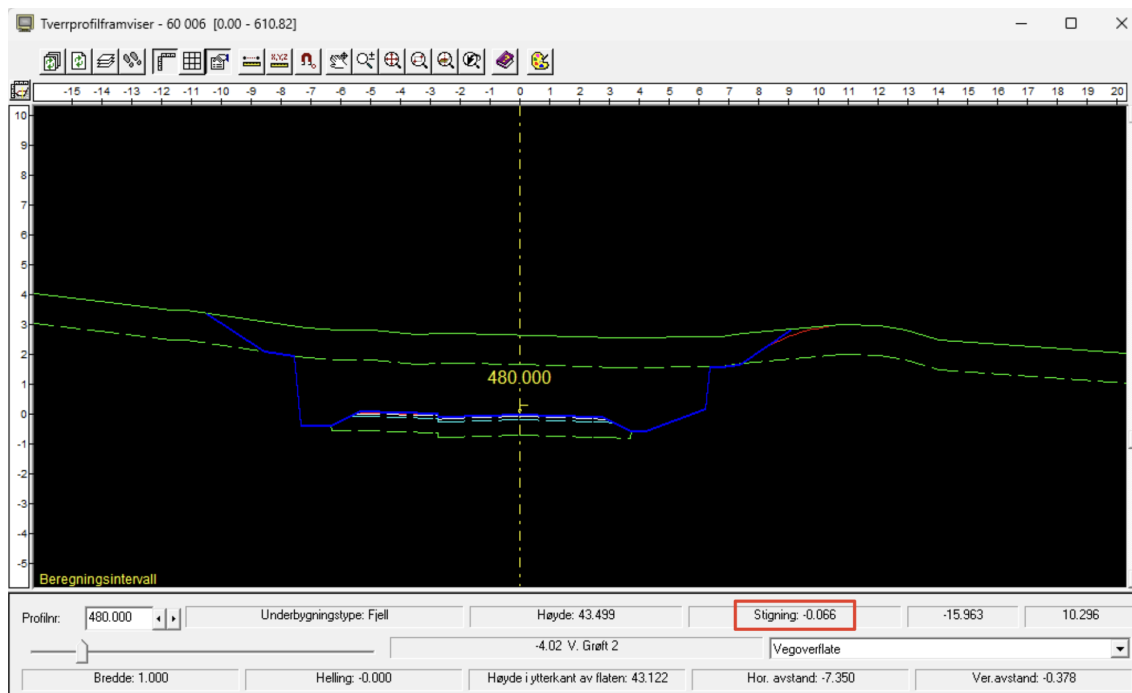 Tverrprofilframviser - 60 006 [0.00 - 610.82]
X,Y,Z
-15 -14 -13 -12 -11 -10 -9 -8 -7 -6 -5 -4 -3 -2 -1 0 1 2 3 4 5 6 7 8 9 10 11 12 13 14 15 16 17 18 19 20
10
9
8
7
6
5
4
3
2
1
0
-1
-2
-3
-4
-5
480.000
Beregningsintervall
Profilnr: 480.000 Underbygningstype: Fjell Høyde: 43.499 Stigning: -0.066 -15.963 10.296
-4.02 V. Grøft 2 Vegoverflate
Bredde: 1.000 Helling: -0.000 Høyde i ytterkant av flaten: 43.122 Hor. avstand: -7.350 Ver.avstand: -0.378